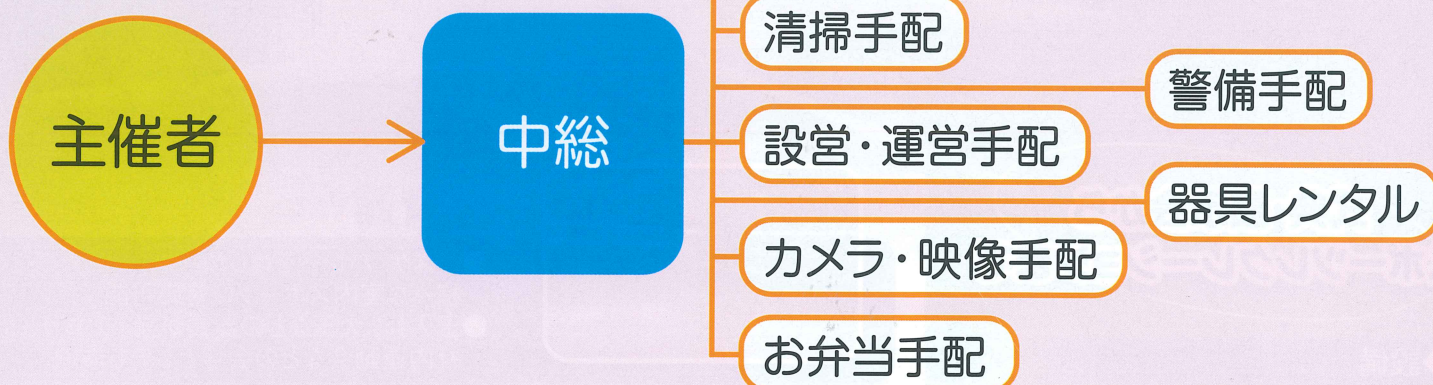 主催者
中総
清掃手配
警備手配
設営・運営手配
器具レンタル
カメラ・映像手配
お弁当手配